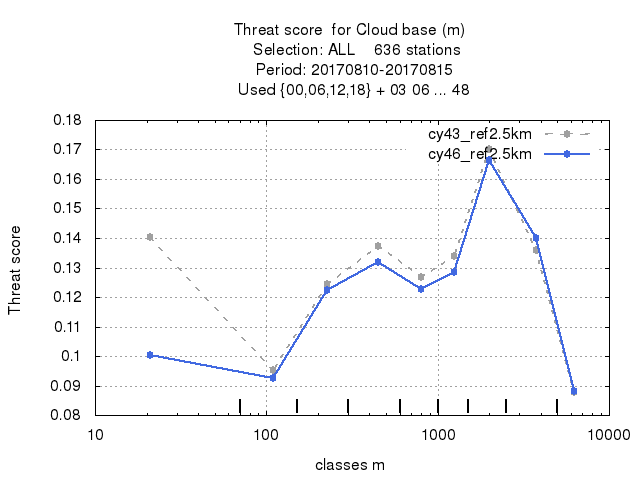 Threat score for Cloud base (m)
Selection: ALL 636 stations
Period: 20170810-20170815
Used {00,06,12,18} + 03 06 ... 48
cy43_ref2.5km
cy46_ref2.5km
0.18
0.17
0.16
0.15
0.14
0.13
0.12
0.11
0.1
0.09
0.08
Threat score
10
100
1000
10000
classes m